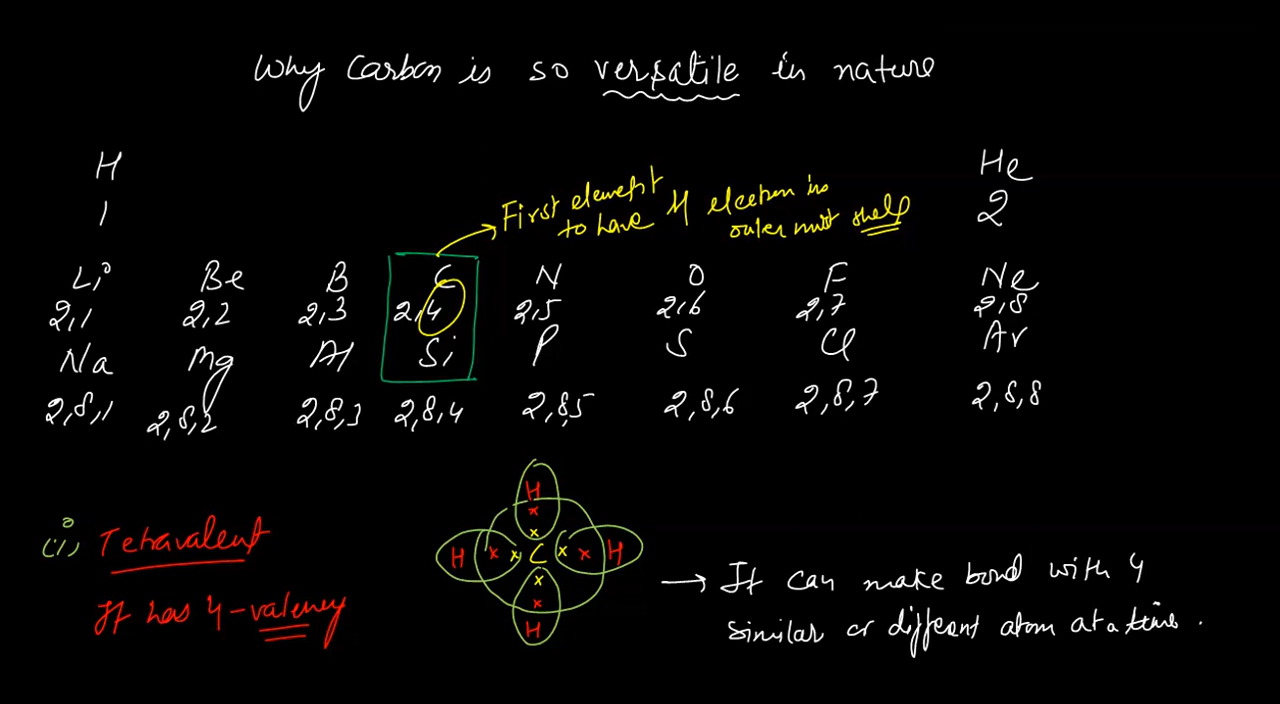 Why Carbon is so versatile in nature
H He
1 2
First element
to have 4 electron in
outer most shell
Li Be B C N O F Ne
2,1 2,2 2,3 2,4 2,5 2,6 2,7 2,8
Na Mg Al Si P S Cl Ar
2,8,1 2,8,2 2,8,3 2,8,4 2,8,5 2,8,6 2,8,7 2,8,8
(i) Tetravalent
It has 4-valency
H
x
x
H x x C x x H
x
x
H
→ It can make bond with 4
similar or different atom at a time.